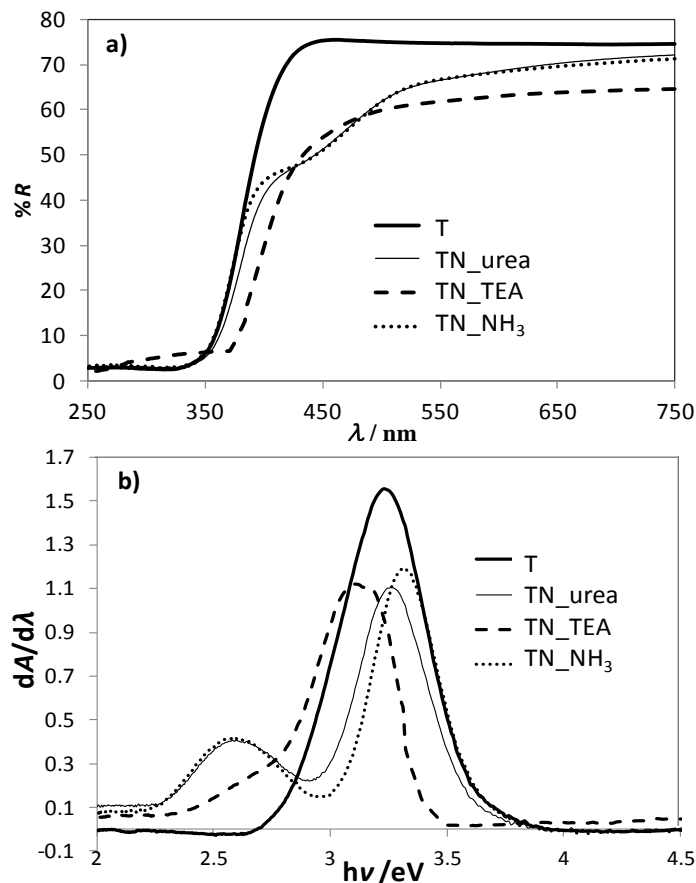 a)
%R
80
70
60
50
40
30
20
10
0
T
TN_urea
TN_TEA
TN_NH₃
250 350 450 550 650 750
λ / nm
b)
dA/dλ
1.7
1.5
1.3
1.1
0.9
0.7
0.5
0.3
0.1
-0.1
T
TN_urea
TN_TEA
TN_NH₃
2 2.5 3 3.5 4 4.5
hν /eV